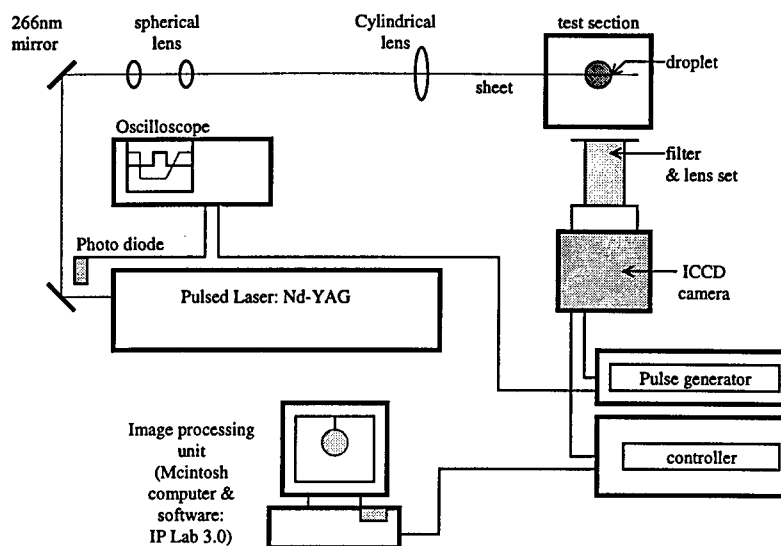 266nm
mirror
spherical
lens
Cylindrical
lens
test section
sheet
droplet
Oscilloscope
filter
& lens set
Photo diode
Pulsed Laser: Nd-YAG
ICCD
camera
Pulse generator
controller
Image processing
unit
(Mcintosh
computer &
software:
IP Lab 3.0)